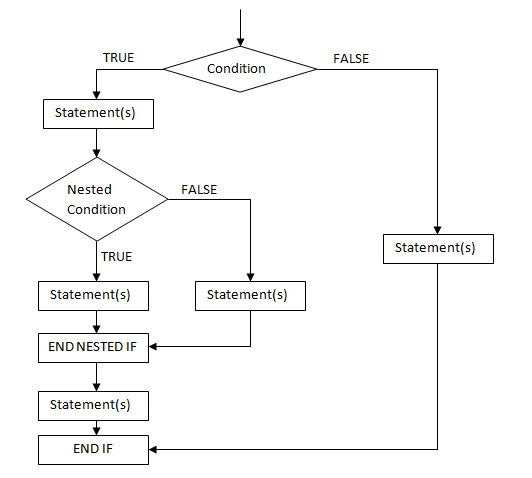 TRUE
FALSE
Condition
Statement(s)
Nested
Condition
FALSE
TRUE
Statement(s)
Statement(s)
Statement(s)
END NESTED IF
Statement(s)
END IF